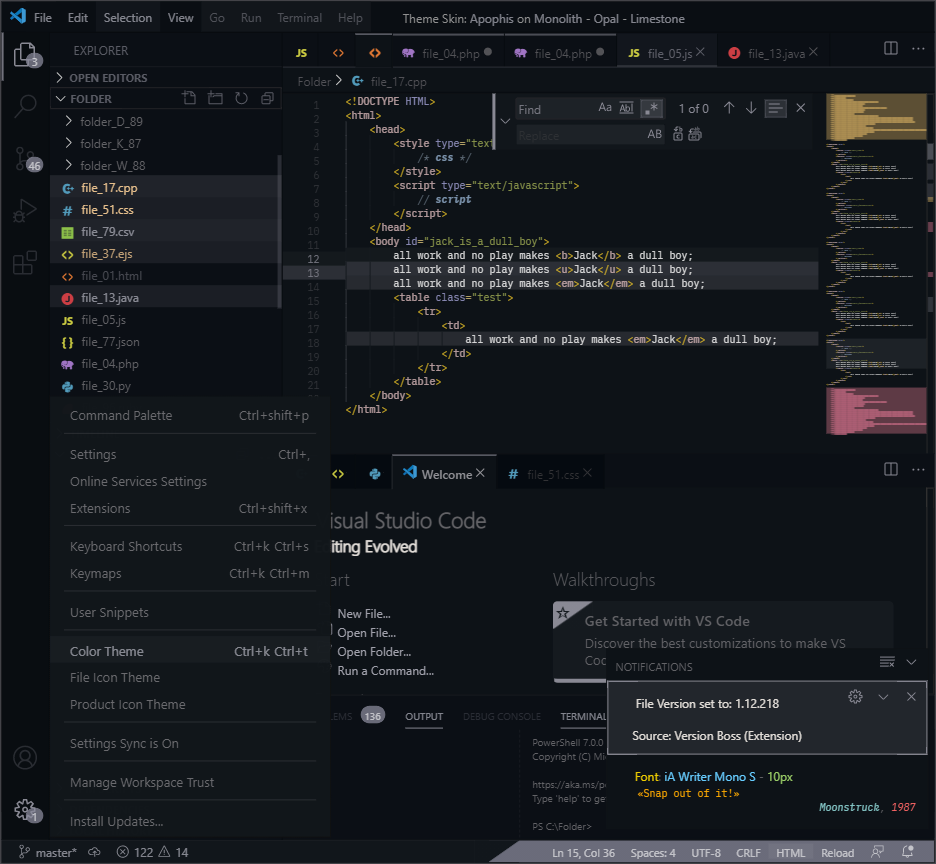 File Edit Selection View Go Run Terminal Help Theme Skin: Apophis on Monolith - Opal - Limestone
3
EXPLORER
JS <> <> file_04.php file_04.php JS file_05.js file_13.java
OPEN EDITORS
FOLDER
Folder > file_17.cpp
folder_D_89
folder_K_87
folder_W_88
46
file_17.cpp
# file_51.css
file_79.csv
<> file_37.ejs
<> file_01.html
file_13.java
JS file_05.js
{} file_77.json
file_04.php
file_30.py
Find Aa Abl .* 1 of 0
Replace AB
1 <!DOCTYPE HTML>
2 <html>
3 <head>
4 <style type="text
5 /* css */
6 </style>
7 <script type="text/javascript">
8 // script
9 </script>
10 </head>
11 <body id="jack_is_a_dull_boy">
12 all work and no play makes <b>Jack</b> a dull boy;
13 all work and no play makes <u>Jack</u> a dull boy;
14 all work and no play makes <em>Jack</em> a dull boy;
15 <table class="test">
16 <tr>
17 <td>
18 all work and no play makes <em>Jack</em> a dull boy;
19 </td>
20 </tr>
21 </table>
</body>
</html>
Command Palette Ctrl+shift+p
Settings Ctrl+,
Online Services Settings
Extensions Ctrl+shift+x
Keyboard Shortcuts Ctrl+k Ctrl+s
Keymaps Ctrl+k Ctrl+m
User Snippets
Color Theme Ctrl+k Ctrl+t
File Icon Theme
Product Icon Theme
Settings Sync is On
Manage Workspace Trust
Install Updates...
1
<> Welcome # file_51.css
isual Studio Code
iting Evolved
art
New File...
Open File...
Open Folder...
Run a Command...
Walkthroughs
Get Started with VS Code
Discover the best customizations to make VS
Coc
NOTIFICATIONS
File Version set to: 1.12.218
Source: Version Boss (Extension)
LEMS 136 OUTPUT DEBUG CONSOLE TERMINAL
PowerShell 7.0.0
Copyright (C) Mi
https://aka.ms/p
Type 'help' to ge
PS C:\Folder>
Font: iA Writer Mono S - 10px
«Snap out of it!»
Moonstruck, 1987
master* 122 14 Ln 15, Col 36 Spaces: 4 UTF-8 CRLF HTML Reload